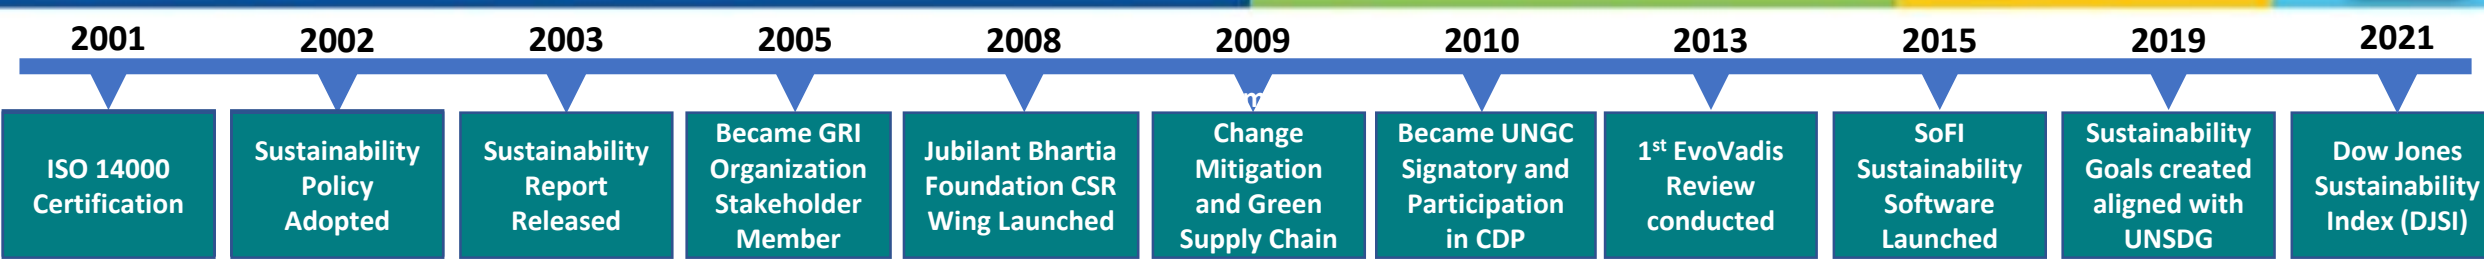 2001
ISO 14000
Certification
2002
Sustainability
Policy
Adopted
2003
Sustainability
Report
Released
2005
Became GRI
Organization
Stakeholder
Member
2008
Jubilant Bhartia
Foundation CSR
Wing Launched
2009
Change
Mitigation
and Green
Supply Chain
2010
Became UNGC
Signatory and
Participation
in CDP
2013
1st EvoVadis
Review
conducted
2015
SoFI
Sustainability
Software
Launched
2019
Sustainability
Goals created
aligned with
UNSDG
2021
Dow Jones
Sustainability
Index (DJSI)